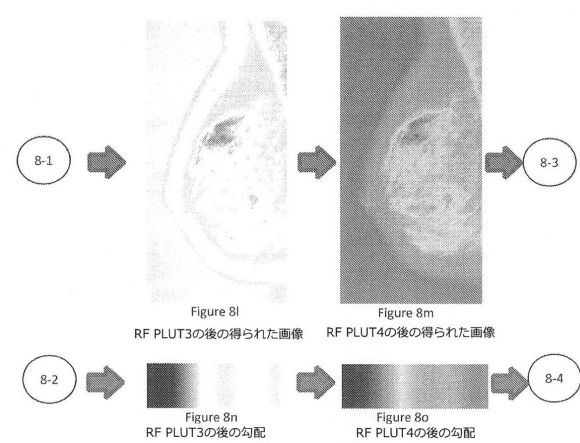 8-1
8-3
Figure 8l
Figure 8m
RF PLUT3の後の得られた画像
RF PLUT4の後の得られた画像
8-2
8-4
Figure 8n
Figure 8o
RF PLUT3の後の勾配
RF PLUT4の後の勾配